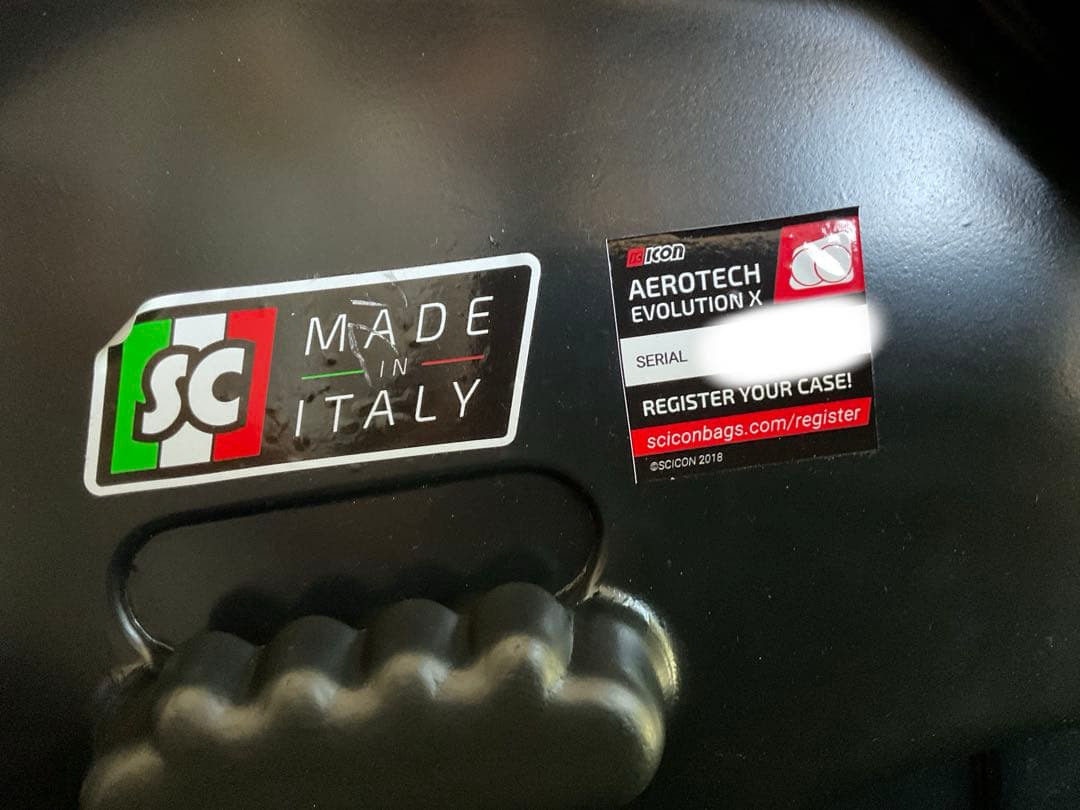 SC
MADE
IN
ITALY
SCICON
AEROTECH
EVOLUTION X
SERIAL
REGISTER YOUR CASE!
sciconbags.com/register
©SCICON 2018